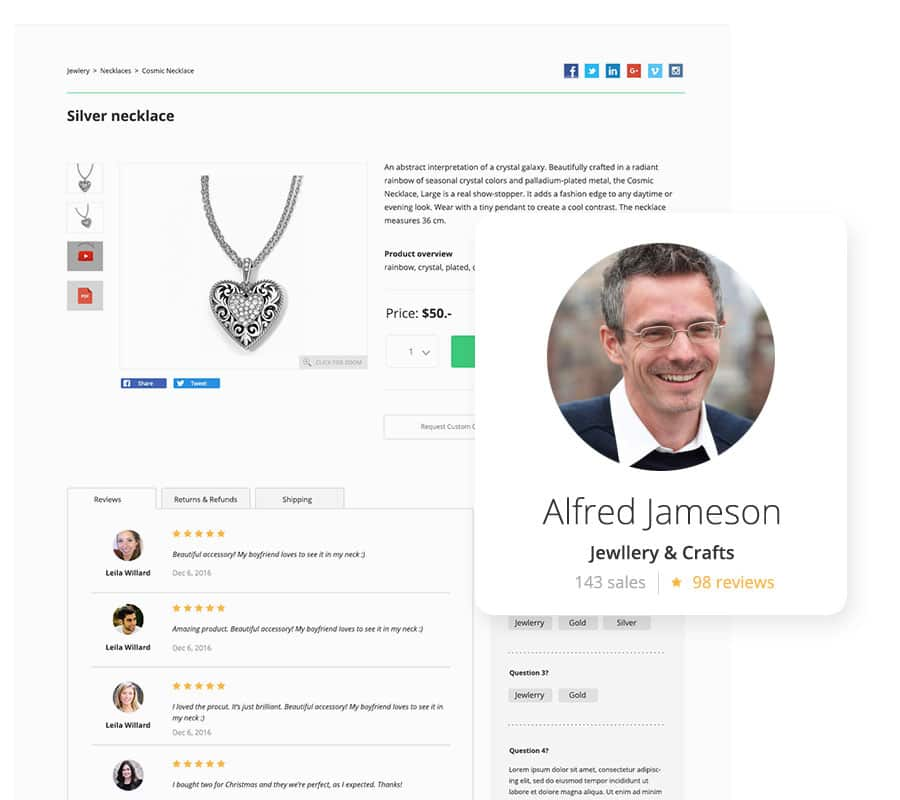 Jewlery > Necklaces > Cosmic Necklace
Silver necklace
An abstract interpretation of a crystal galaxy. Beautifully crafted in a radiant
rainbow of seasonal crystal colors and palladium-plated metal, the Cosmic
Necklace, Large is a real show-stopper. It adds a fashion edge to any daytime or
evening look. Wear with a tiny pendant to create a cool contrast. The necklace
measures 36 cm.
Product overview
rainbow, crystal, plated,
Price: $50.-
1
PDF
CLICK FOR ZOOM
Share
Tweet
Request Custom
Alfred Jameson
Jewllery & Crafts
143 sales
98 reviews
Reviews
Returns & Refunds
Shipping
Leila Willard
Beautiful accessory! My boyfriend loves to see it in my neck :)
Dec 6, 2016
Leila Willard
Amazing product. Beautiful accessory! My boyfriend loves to see it in my neck :)
Dec 6, 2016
Leila Willard
I loved the procut. It's just brilliant. Beautiful accessory! My boyfriend loves to see it in
my neck ;)
Dec 6, 2016
I bought two for Christmas and they're perfect, as I expected. Thanks!
Jewlerry Gold Silver
Question 3?
Jewlerry Gold
Question 4?
Lorem ipsum dolor sit amet, consectetur adipisc-
ing elit, sed do eiusmod tempor incididunt ut
labore et dolore magna aliqua. Ut enim ad minim